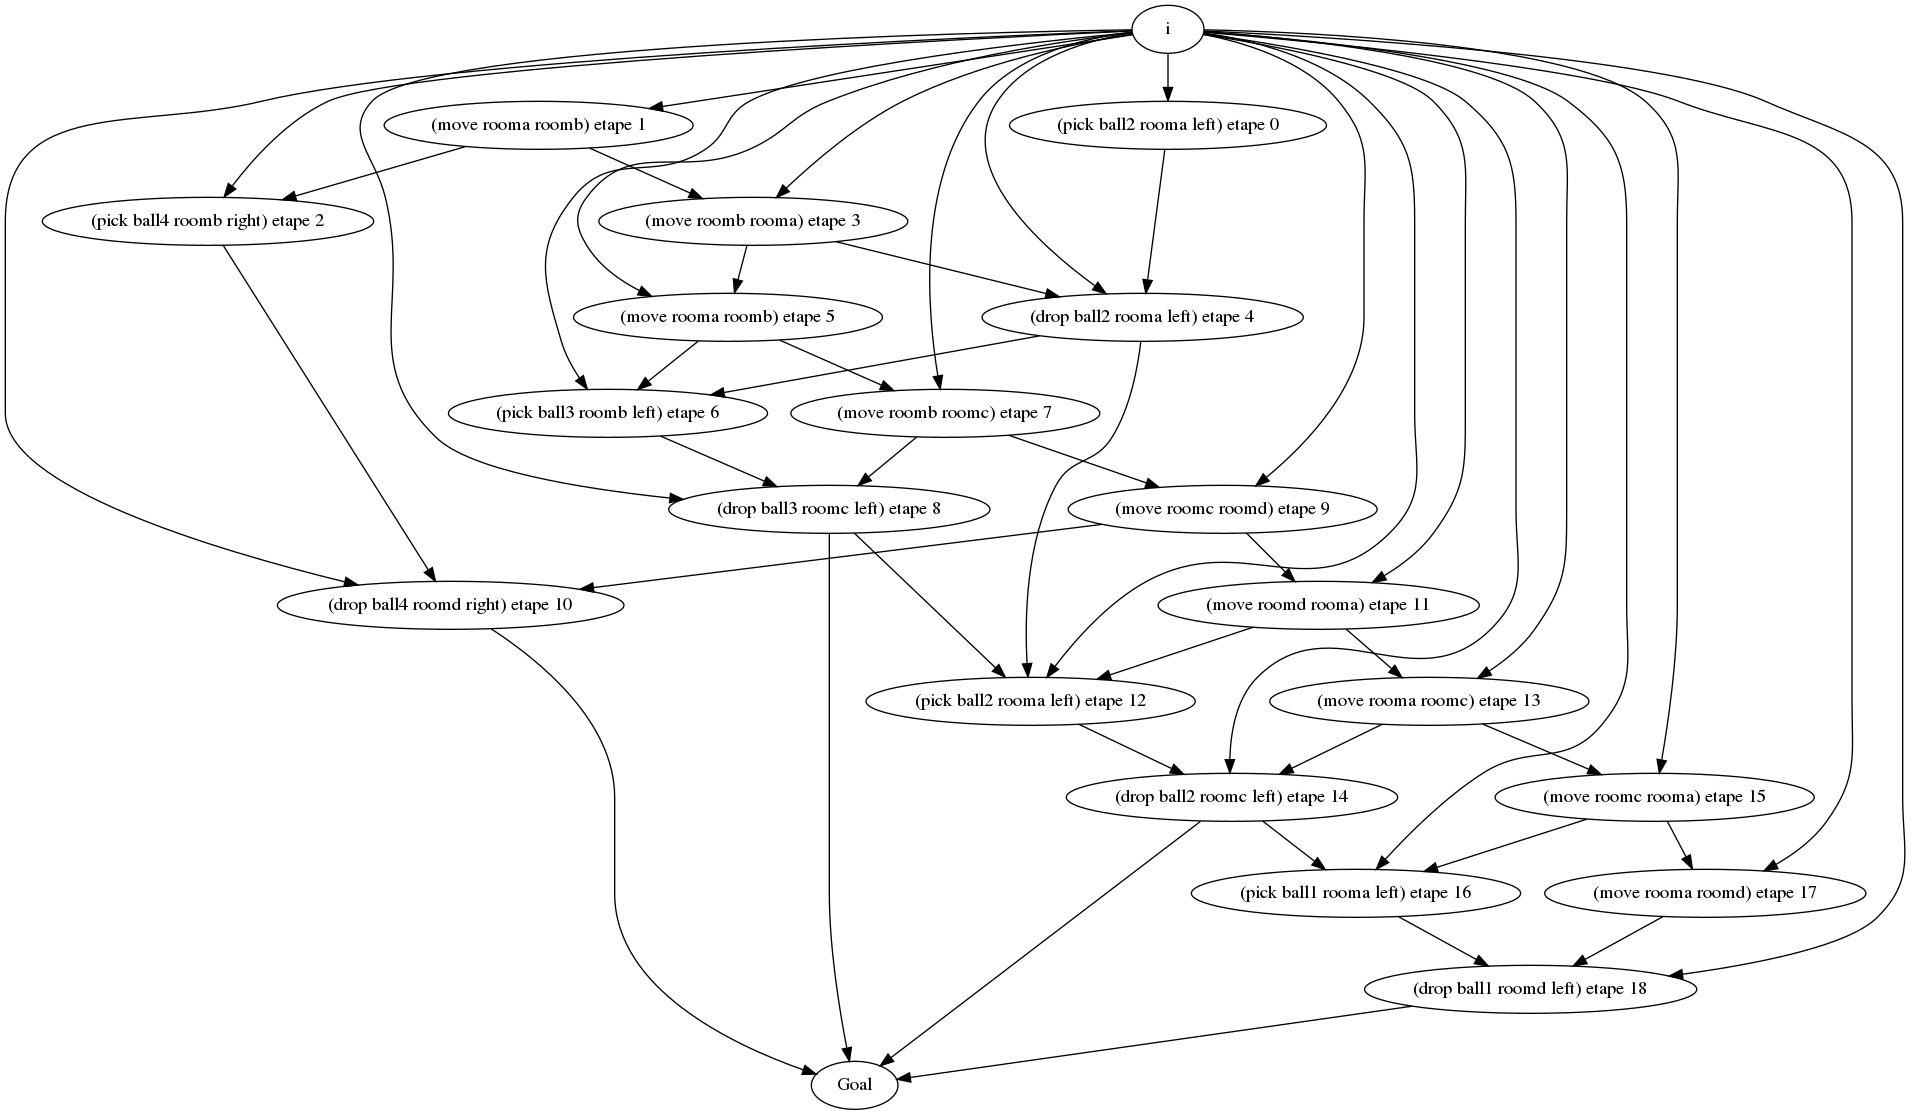 i
(move rooma roomb) etape 1
(pick ball2 rooma left) etape 0
(pick ball4 roomb right) etape 2
(move roomb rooma) etape 3
(move rooma roomb) etape 5
(drop ball2 rooma left) etape 4
(pick ball3 roomb left) etape 6
(move roomb roomc) etape 7
(drop ball3 roomc left) etape 8
(move roomc roomd) etape 9
(drop ball4 roomd right) etape 10
(move roomd rooma) etape 11
(pick ball2 rooma left) etape 12
(move rooma roomc) etape 13
(drop ball2 roomc left) etape 14
(move roomc rooma) etape 15
(pick ball1 rooma left) etape 16
(move rooma roomd) etape 17
(drop ball1 roomd left) etape 18
Goal